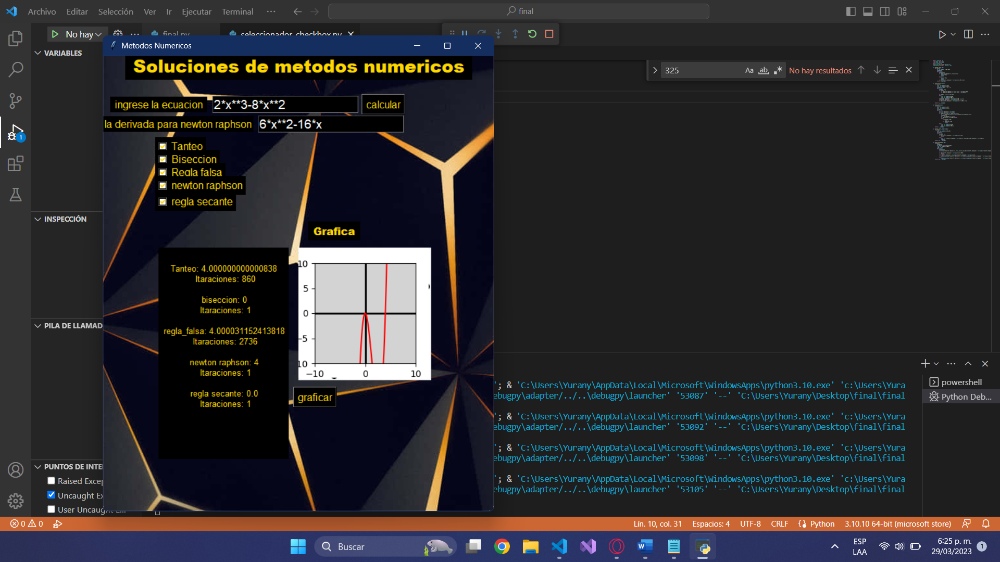 Archivo Editar Selección Ver Ir Ejecutar Terminal ··· final
No hay final.py seleccionador_checkbox.py
VARIABLES
INSPECCIÓN
PILA DE LLAMAD
PUNTOS DE INTE
Raised Excep
Uncaught Ex
User Uncaught E...
1
Metodos Numericos
Soluciones de metodos numericos
ingrese la ecuacion 2*x**3-8*x**2 calcular
la derivada para newton raphson 6*x**2-16*x
Tanteo
Biseccion
Regla falsa
newton raphson
regla secante
Grafica
Tanteo: 4.000000000000838
Itaraciones: 860
biseccion: 0
Itaraciones: 1
regla_falsa: 4.000031152413818
Itaraciones: 2736
newton raphson: 4
Itaraciones: 1
regla secante: 0.0
Itaraciones: 1
10
5
0
-5
10
−10 0 10
graficar
325 Aa ab .* No hay resultados
'; & 'C:\Users\Yurany\AppData\Local\Microsoft\WindowsApps\python3.10.exe' 'c:\Users\Yura
ebugpy\adapter/../..\debugpy\launcher' '53087' '--' 'C:\Users\Yurany\Desktop\final\final
'; & 'C:\Users\Yurany\AppData\Local\Microsoft\WindowsApps\python3.10.exe' 'c:\Users\Yura
ebugpy\adapter/../..\debugpy\launcher' '53092' '--' 'C:\Users\Yurany\Desktop\final\final
'; & 'C:\Users\Yurany\AppData\Local\Microsoft\WindowsApps\python3.10.exe' 'c:\Users\Yura
ebugpy\adapter/../..\debugpy\launcher' '53098' '--' 'C:\Users\Yurany\Desktop\final\final
'; & 'C:\Users\Yurany\AppData\Local\Microsoft\WindowsApps\python3.10.exe' 'c:\Users\Yura
ebugpy\adapter/../..\debugpy\launcher' '53105' '--' 'C:\Users\Yurany\Desktop\final\final
powershell
Python Deb...
0 0 Lín. 10, col. 31 Espacios: 4 UTF-8 CRLF Python 3.10.10 64-bit (microsoft store)
Buscar
ESP
LAA
6:25 p. m.
29/03/2023
1